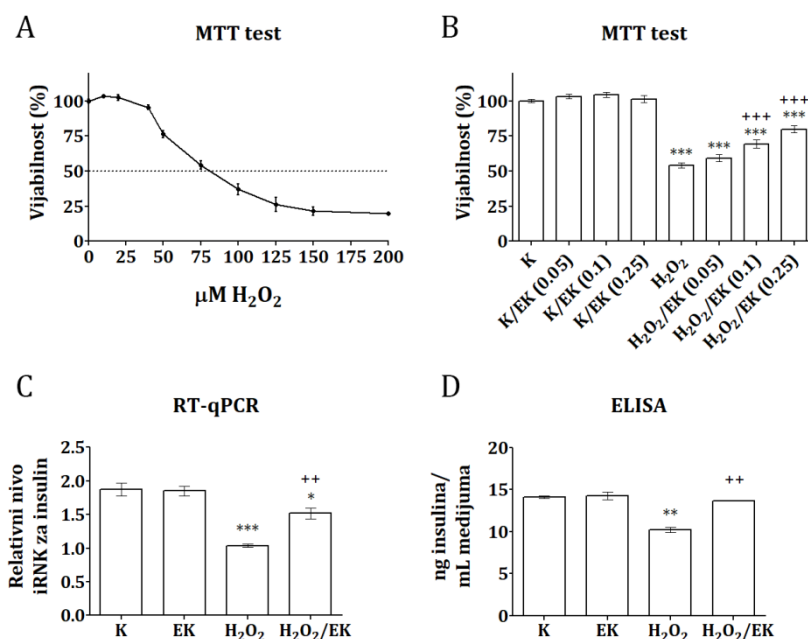 A
MTT test
Vijabilnost (%)
100
75
50
25
0
0 25 50 75 100 125 150 175 200
μM H₂O₂
B
MTT test
Vijabilnost (%)
100
75
50
25
0
*** *** +++ *** +++ ***
K
K/EK (0.05)
K/EK (0.1)
K/EK (0.25)
H₂O₂
H₂O₂/EK (0.05)
H₂O₂/EK (0.1)
H₂O₂/EK (0.25)
C
RT-qPCR
Relativni nivo
iRNK za insulin
2.5
2.0
1.5
1.0
0.5
0.0
***
++
*
K EK H₂O₂ H₂O₂/EK
D
ELISA
ng insulina/
mL medijuma
20
15
10
5
0
**
++
K EK H₂O₂ H₂O₂/EK